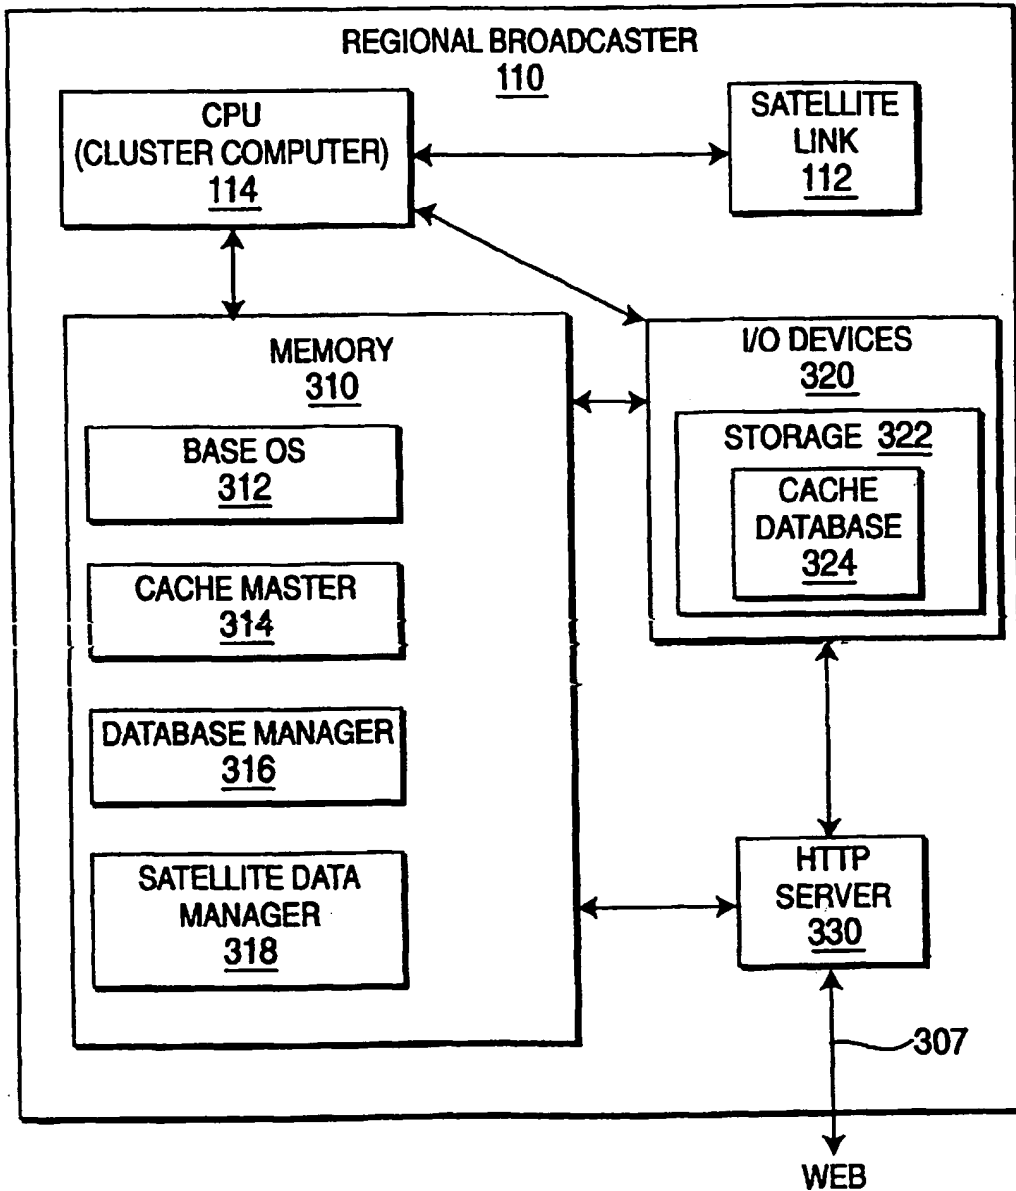 REGIONAL BROADCASTER
110
CPU
(CLUSTER COMPUTER)
114
SATELLITE
LINK
112
MEMORY
310
BASE OS
312
CACHE MASTER
314
DATABASE MANAGER
316
SATELLITE DATA
MANAGER
318
I/O DEVICES
320
STORAGE 322
CACHE
DATABASE
324
HTTP
SERVER
330
307
WEB